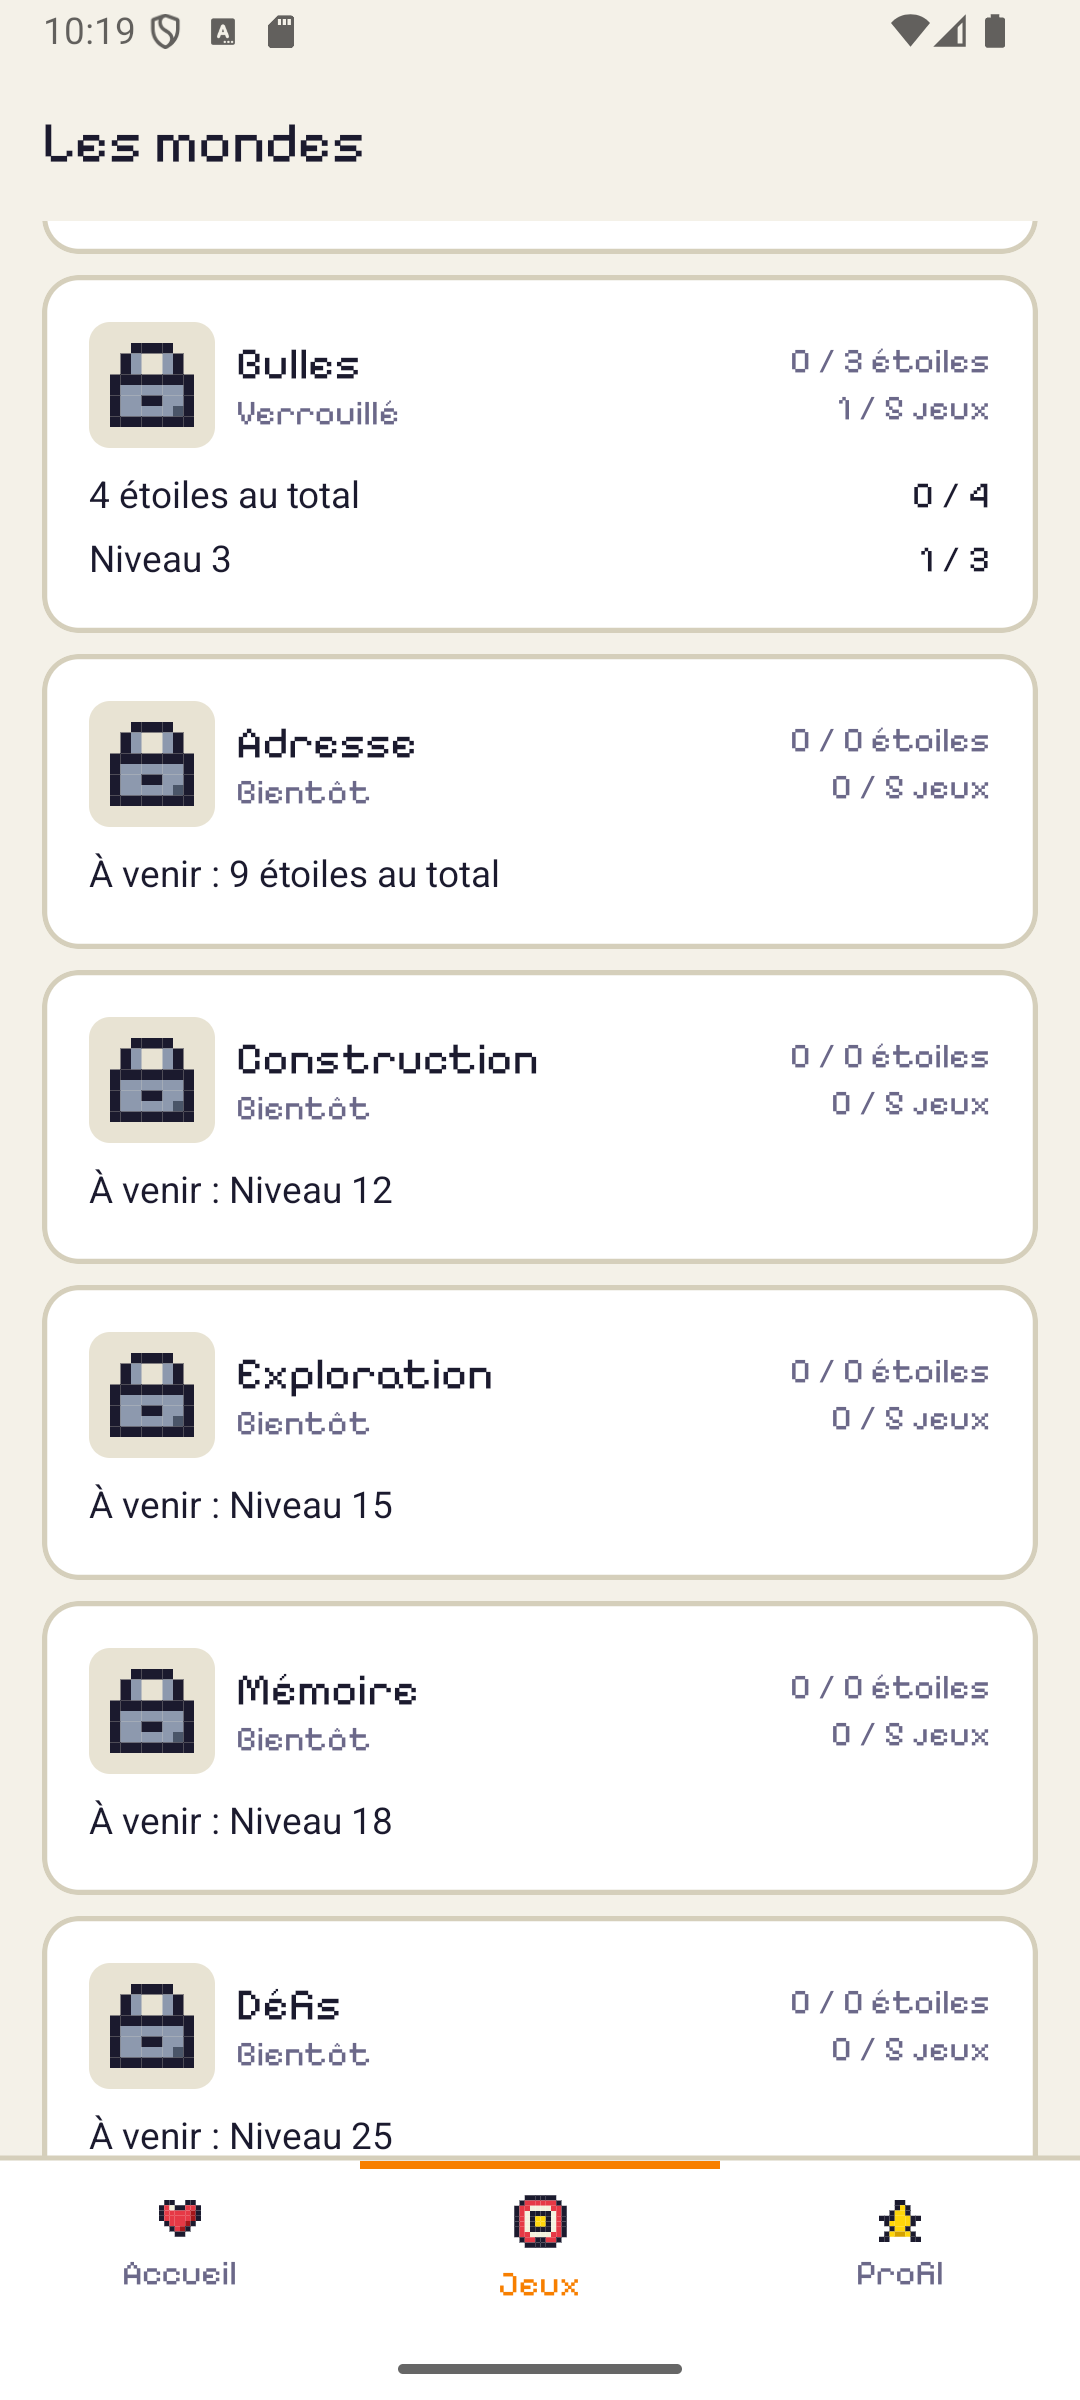 10:19
Les mondes
Bulles
0 / 3 étoiles
Verrouillé
1 / 8 jeux
4 étoiles au total
0 / 4
Niveau 3
1 / 3
Adresse
0 / 0 étoiles
Bientôt
0 / 8 jeux
À venir : 9 étoiles au total
Construction
0 / 0 étoiles
Bientôt
0 / 8 jeux
À venir : Niveau 12
Exploration
0 / 0 étoiles
Bientôt
0 / 8 jeux
À venir : Niveau 15
Mémoire
0 / 0 étoiles
Bientôt
0 / 8 jeux
À venir : Niveau 18
Défis
0 / 0 étoiles
Bientôt
0 / 8 jeux
À venir : Niveau 25
Accueil
Jeux
Profil